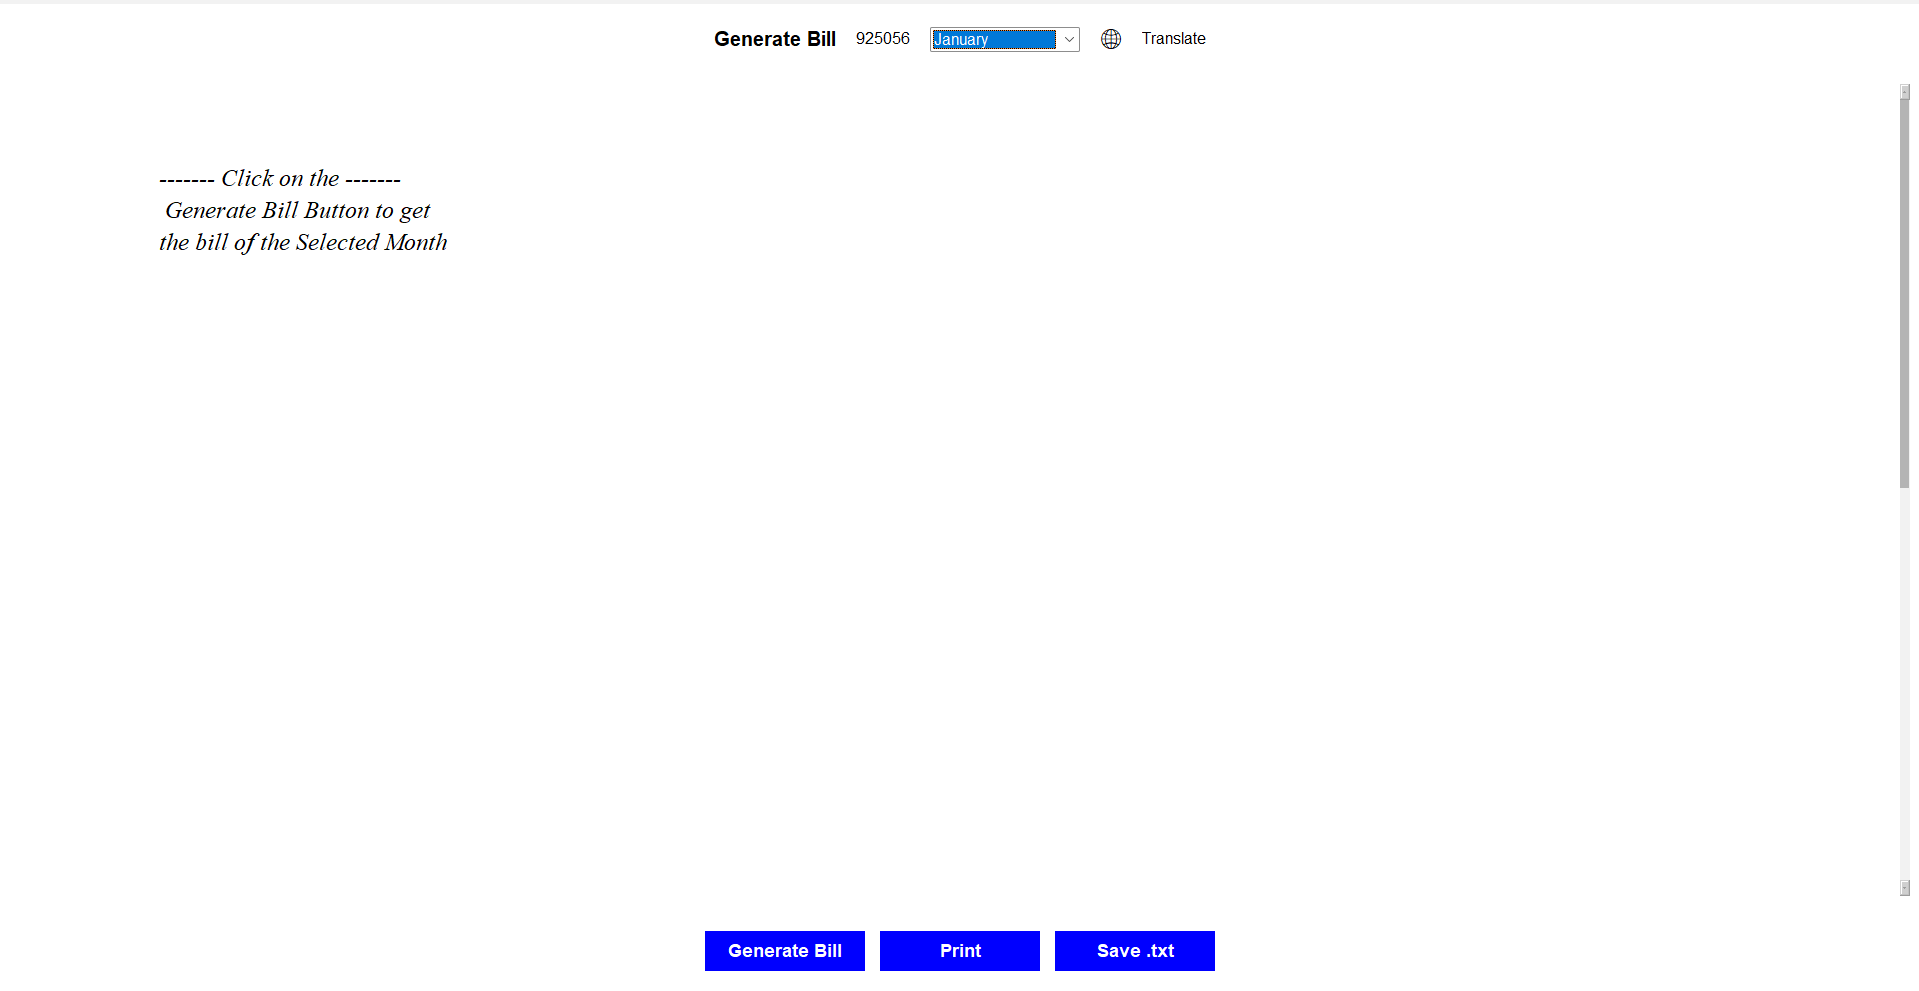 Generate Bill 925056 January Translate
------- Click on the -------
Generate Bill Button to get
the bill of the Selected Month
Generate Bill Print Save .txt